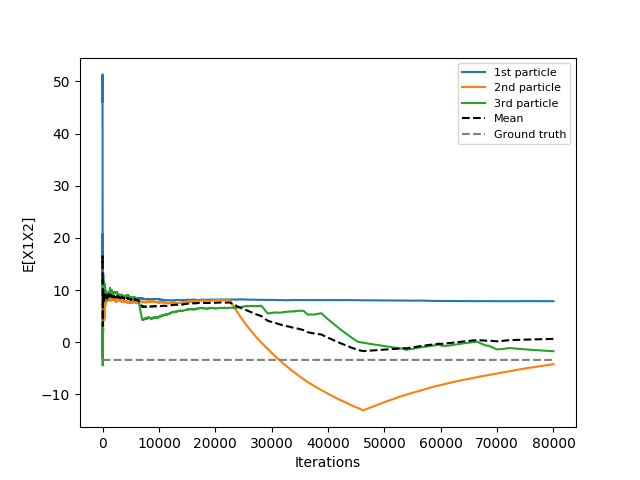 1st particle
2nd particle
3rd particle
Mean
Ground truth
50
40
30
20
10
0
−10
E[X1X2]
0 10000 20000 30000 40000 50000 60000 70000 80000
Iterations